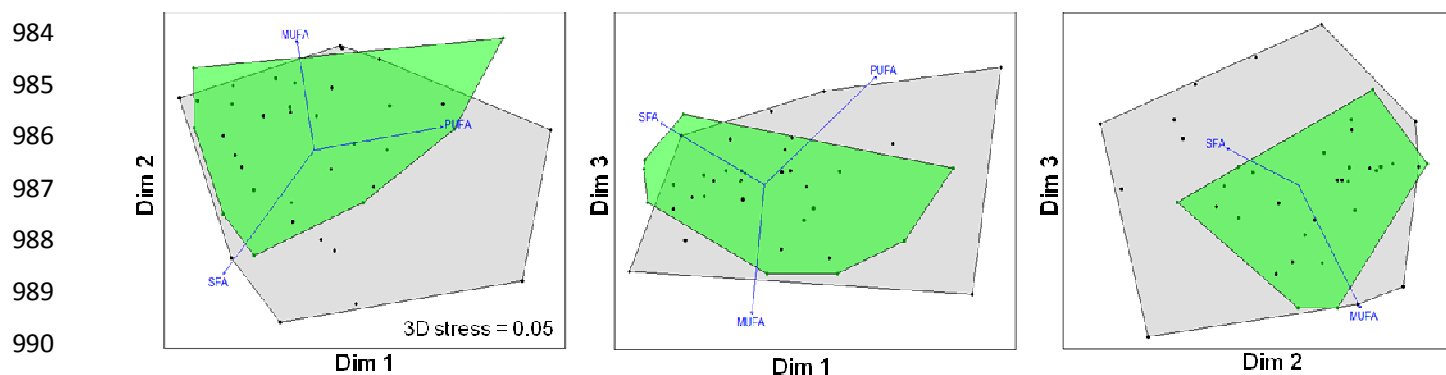 984
985
986
987
988
989
990
Dim 2
MUFA
PUFA
SFA
3D stress = 0.05
Dim 1
Dim 3
SFA
PUFA
MUFA
Dim 1
Dim 3
SFA
MUFA
Dim 2